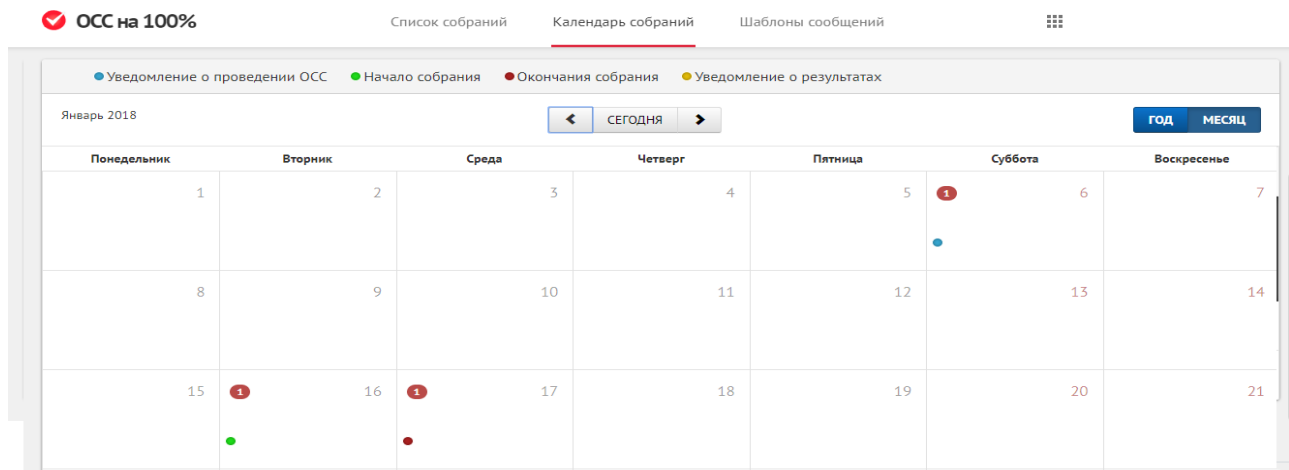 ОСС на 100% Список собраний Календарь собраний Шаблоны сообщений
Уведомление о проведении ОСС Начало собрания Окончания собрания Уведомление о результатах
Январь 2018 СЕГОДНЯ ГОД МЕСЯЦ
Понедельник Вторник Среда Четверг Пятница Суббота Воскресенье
1 2 3 4 5 1 6 7
8 9 10 11 12 13 14
15 1 16 1 17 18 19 20 21